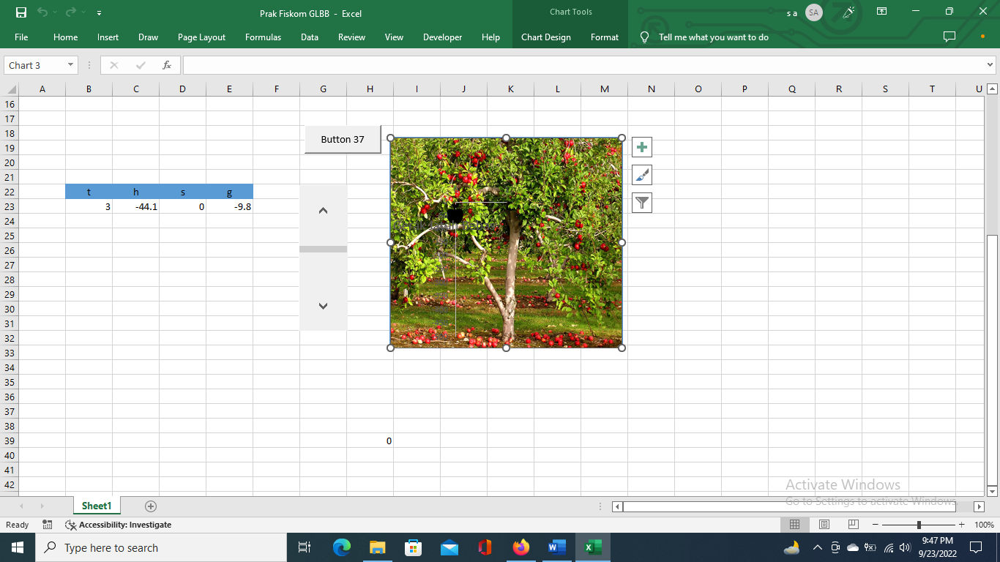 Prak Fiskom GLBB - Excel
Chart Tools
s a
SA
File Home Insert Draw Page Layout Formulas Data Review View Developer Help Chart Design Format Tell me what you want to do
Chart 3
fx
A B C D E F G H I J K L M N O P Q R S T U
16
17
18
Button 37
19
20
21
22 t h s g
23 3 -44.1 0 -9.8
24
25
26
27
28
29
30
31
32
33
34
35
36
37
38
39 0
40
41
42
Activate Windows
Go to Settings to activate Windows.
Sheet1
Ready Accessibility: Investigate 100%
Type here to search
9:47 PM
9/23/2022